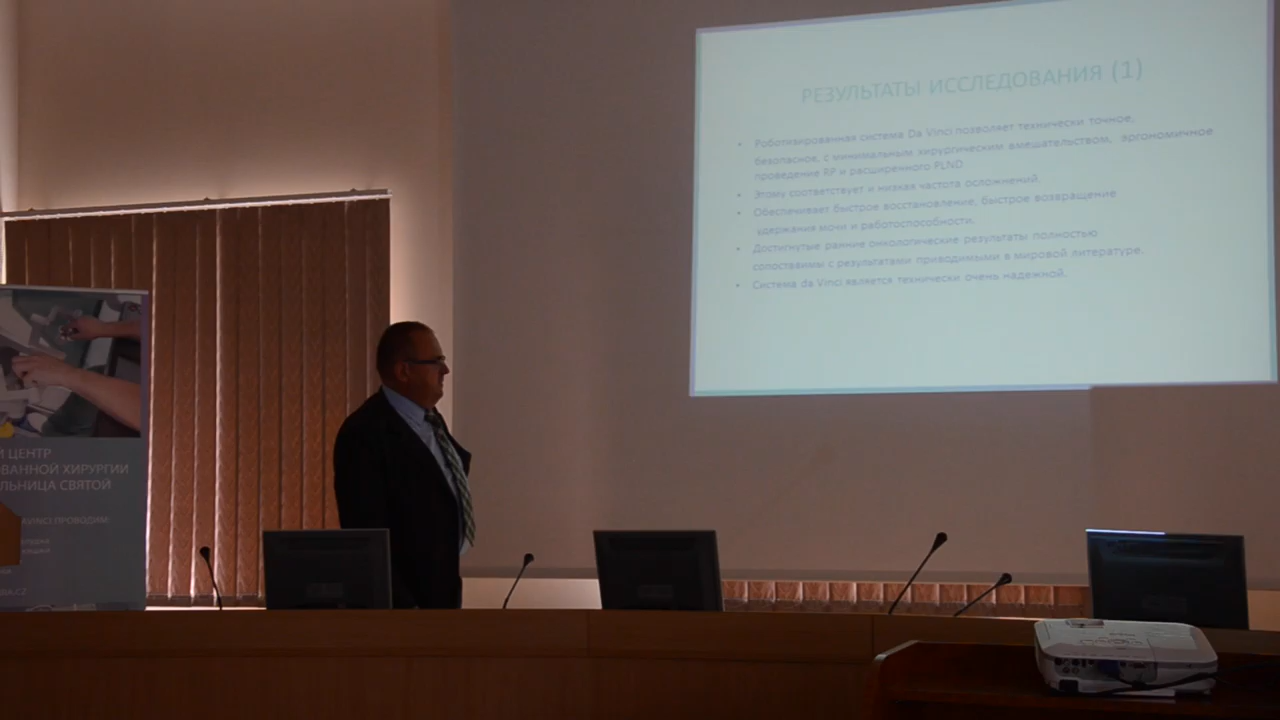 РЕЗУЛЬТАТЫ ИССЛЕДОВАНИЯ (1)
• Роботизированная система Da Vinci позволяет технически точное,
безопасное, с минимальным хирургическим вмешательством, эргономичное
проведение RP и расширенного PLND.
• Этому соответствует и низкая частота осложнений.
• Обеспечивает быстрое восстановление, быстрое возвращение
удержания мочи и работоспособности.
• Достигнутые ранние онкологические результаты полностью
сопоставимы с результатами приводимыми в мировой литературе.
• Система da Vinci является технически очень надежной.
Й ЦЕНТР
ВАННОЙ ХИРУРГИИ
ЛЬНИЦА СВЯТОЙ
ПРОВОДИМ: